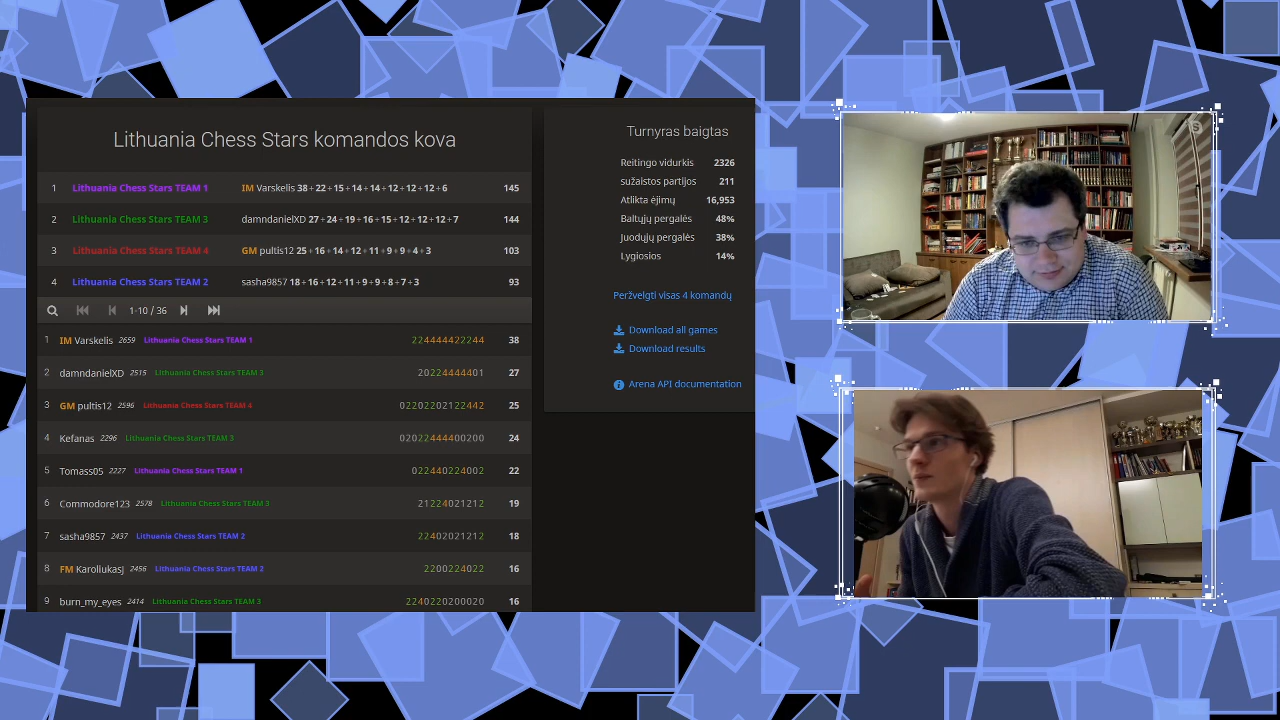 Lithuania Chess Stars komandos kova
1 Lithuania Chess Stars TEAM 1 IM Varskelis 38+22+15+14+14+12+12+12+6 145
2 Lithuania Chess Stars TEAM 3 damndanielXD 27+24+19+16+15+12+12+12+7 144
3 Lithuania Chess Stars TEAM 4 GM pultis12 25+16+14+12+11+9+9+4+3 103
4 Lithuania Chess Stars TEAM 2 sasha9857 18+16+12+11+9+9+8+7+3 93
1-10 / 36
1 IM Varskelis 2659 Lithuania Chess Stars TEAM 1 224444422244 38
2 damndanielXD 2515 Lithuania Chess Stars TEAM 3 2022444401 27
3 GM pultis12 2596 Lithuania Chess Stars TEAM 4 02202202122442 25
4 Kefanas 2296 Lithuania Chess Stars TEAM 3 02022444400200 24
5 Tomass05 2227 Lithuania Chess Stars TEAM 1 022440224002 22
6 Commodore123 2578 Lithuania Chess Stars TEAM 3 21224021212 19
7 sasha9857 2437 Lithuania Chess Stars TEAM 2 2240021212 18
8 FM Karoliukasj 2456 Lithuania Chess Stars TEAM 2 2200224022 16
9 burn_my_eyes 2414 Lithuania Chess Stars TEAM 3 2240220200020 16
Turnyras baigtas
Reitingo vidurkis 2326
sužaistos partijos 211
Atlikta ėjimų 16,953
Baltųjų pergalės 48%
Juodųjų pergalės 38%
Lygiosios 14%
Peržvelgti visas 4 komandų
Download all games
Download results
Arena API documentation